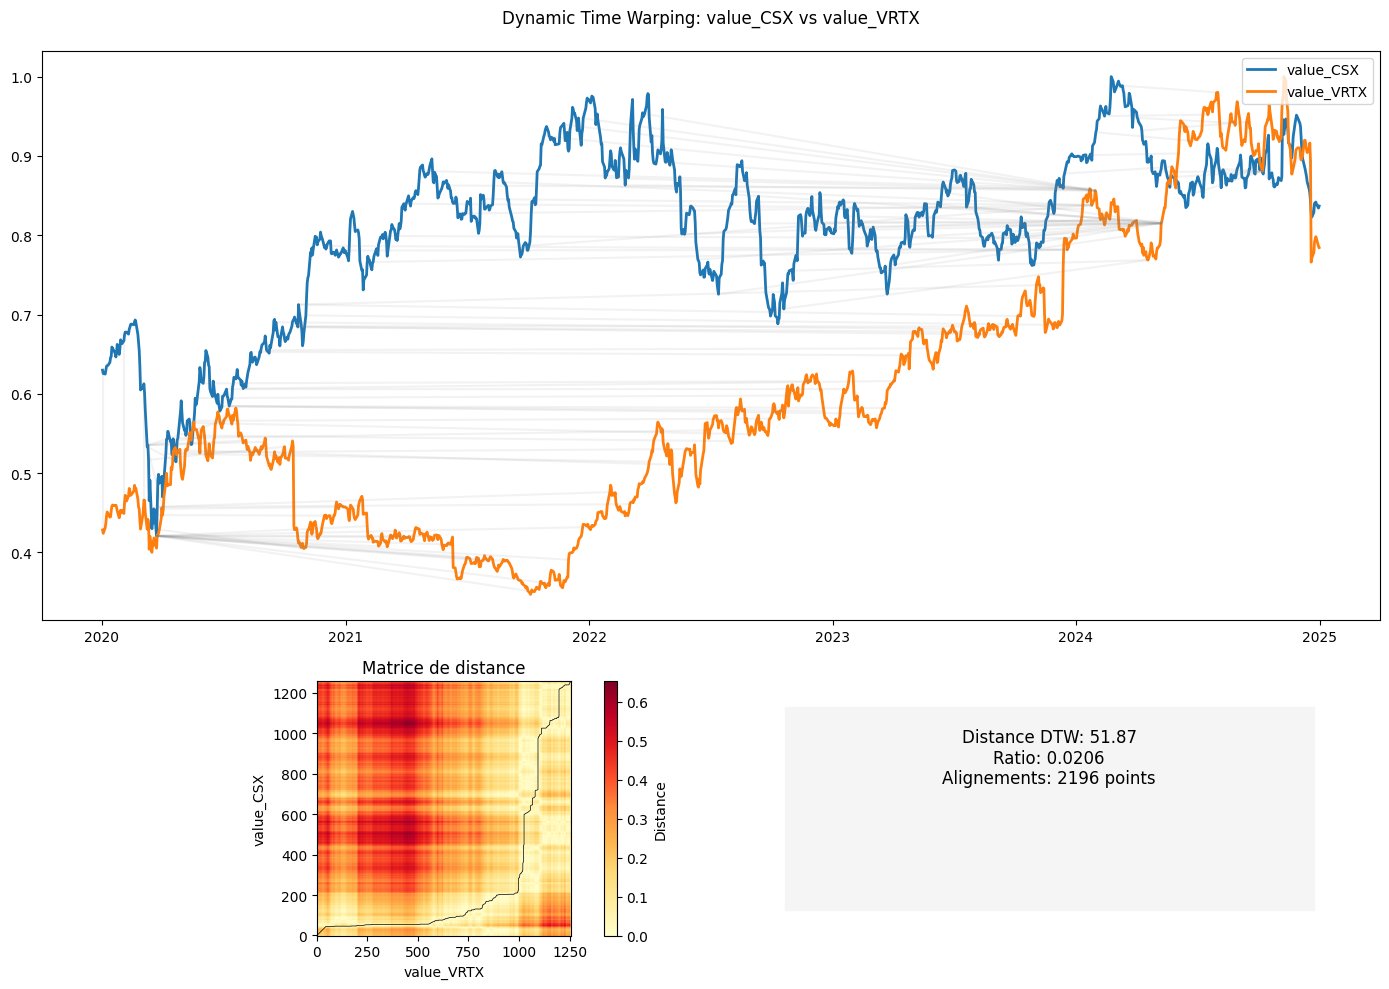 Dynamic Time Warping: value_CSX vs value_VRTX
value_CSX
value_VRTX
1.0
0.9
0.8
0.7
0.6
0.5
0.4
2020 2021 2022 2023 2024 2025
Matrice de distance
value_CSX
1200
1000
800
600
400
200
0
0 250 500 750 1000 1250
value_VRTX
0.6
0.5
0.4
0.3
0.2
0.1
0.0
Distance
Distance DTW: 51.87
Ratio: 0.0206
Alignements: 2196 points